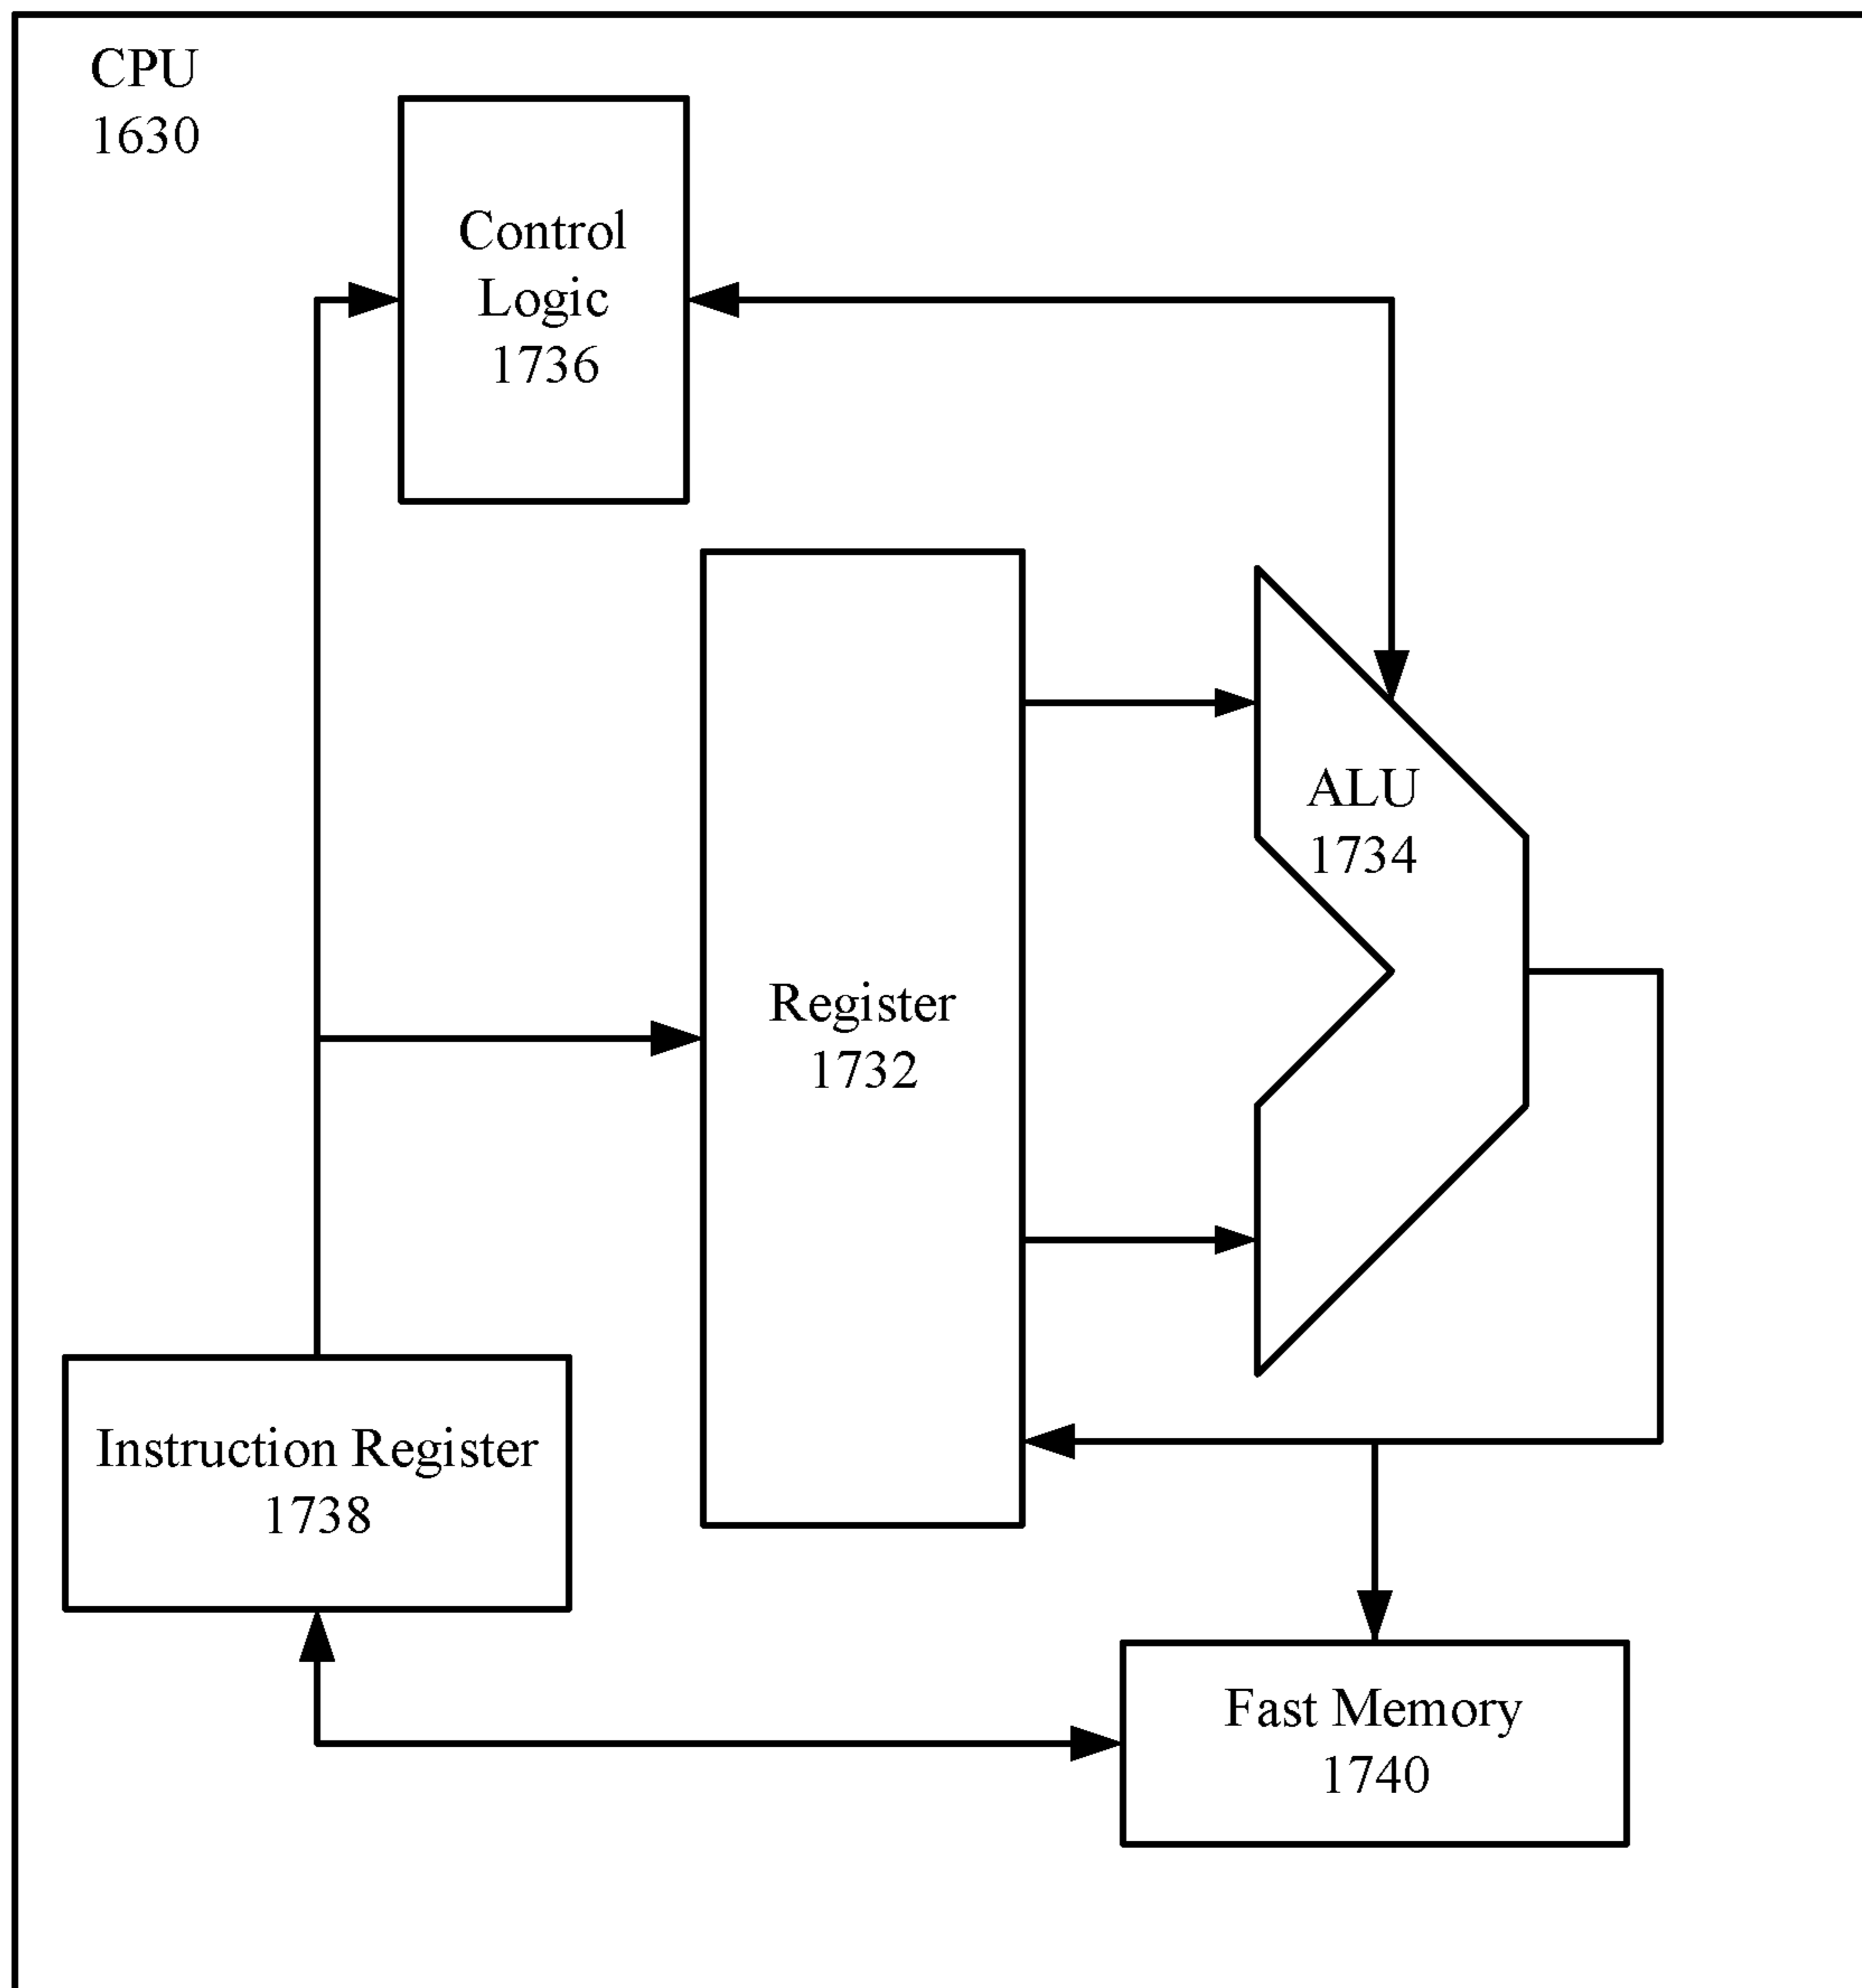 CPU
1630
Control
Logic
1736
ALU
1734
Register
1732
Instruction Register
1738
Fast Memory
1740